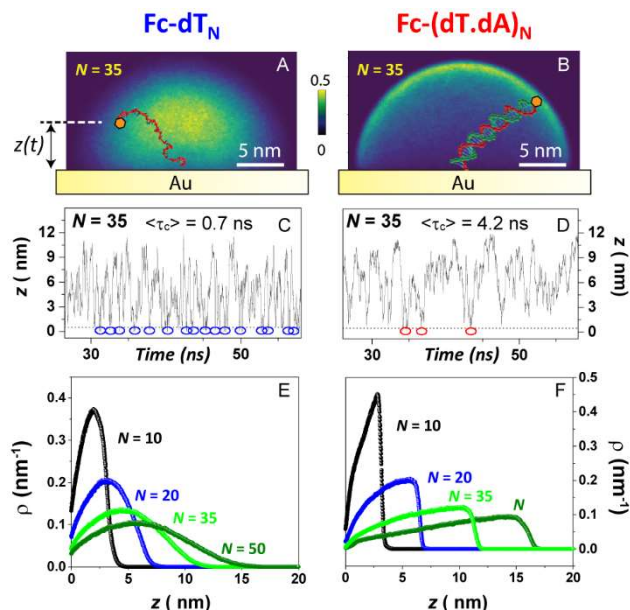 Fc-dT_N
Fc-(dT.dA)_N
N = 35
A
z(t)
5 nm
Au
0.5
0
N = 35
B
5 nm
Au
N = 35 <τc> = 0.7 ns
C
12
9
6
3
0
z ( nm)
30
50
Time (ns)
N = 35 <τc> = 4.2 ns
D
12
9
6
3
0
z ( nm)
30
50
Time (ns)
E
0.4
0.3
0.2
0.1
0.0
ρ (nm⁻¹)
N = 10
N = 20
N = 35
N = 50
0
5
10
15
20
z ( nm)
F
0.5
0.4
0.3
0.2
0.1
0.0
ρ (nm⁻¹)
N = 10
N = 20
N = 35
N
0
5
10
15
20
z ( nm)